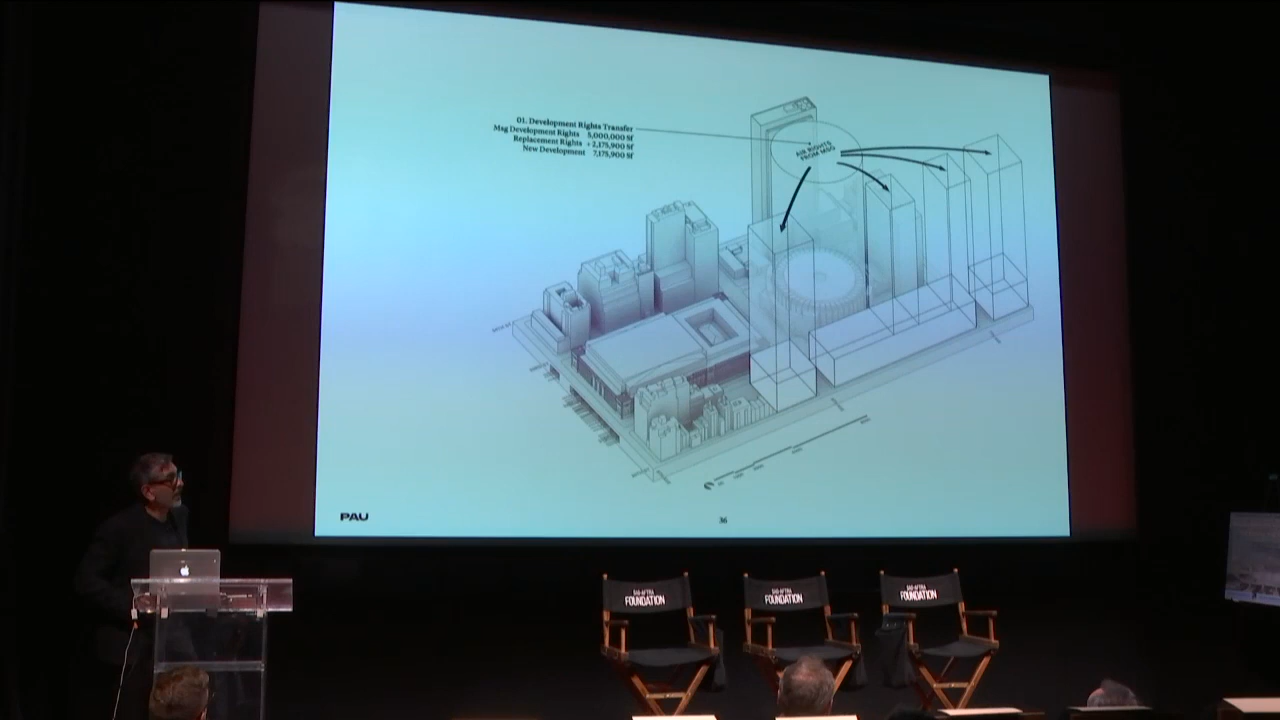 01. Development Rights Transfer
Msg Development Rights 5,000,000 Sf
Replacement Rights + 2,175,900 Sf
New Development 7,175,900 Sf
AIR RIGHTS
FROM MSG
PAU
36
SAG-AFTRA
FOUNDATION
SAG-AFTRA
FOUNDATION
SAG-AFTRA
FOUNDATION